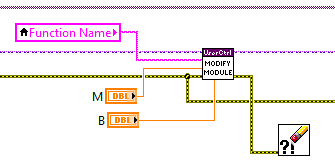 Function Name
UserCtrl
MODIFY
MODULE
M
DBL
B
DBL
?!